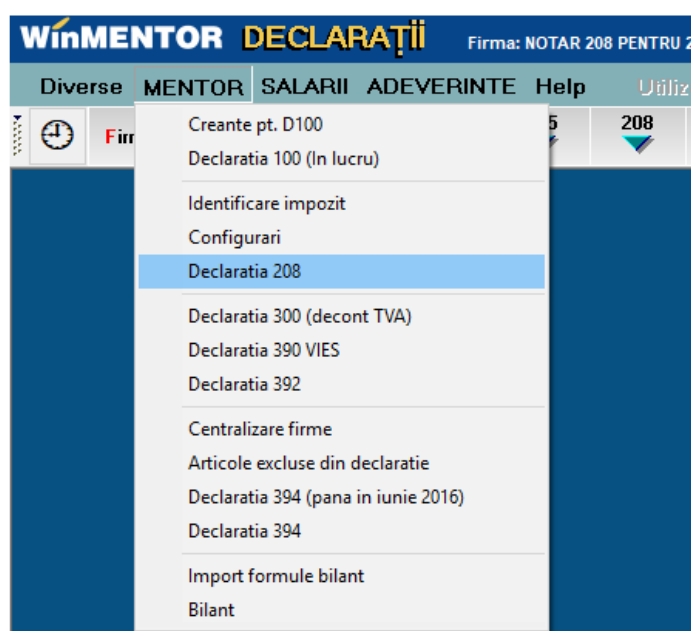 WinMENTOR DECLARAȚII Firma: NOTAR 208 PENTRU
Diverse MENTOR SALARII ADEVERINTE Help Utiliz
Fir 5 208
Creante pt. D100
Declaratia 100 (In lucru)
Identificare impozit
Configurari
Declaratia 208
Declaratia 300 (decont TVA)
Declaratia 390 VIES
Declaratia 392
Centralizare firme
Articole excluse din declaratie
Declaratia 394 (pana in iunie 2016)
Declaratia 394
Import formule bilant
Bilant